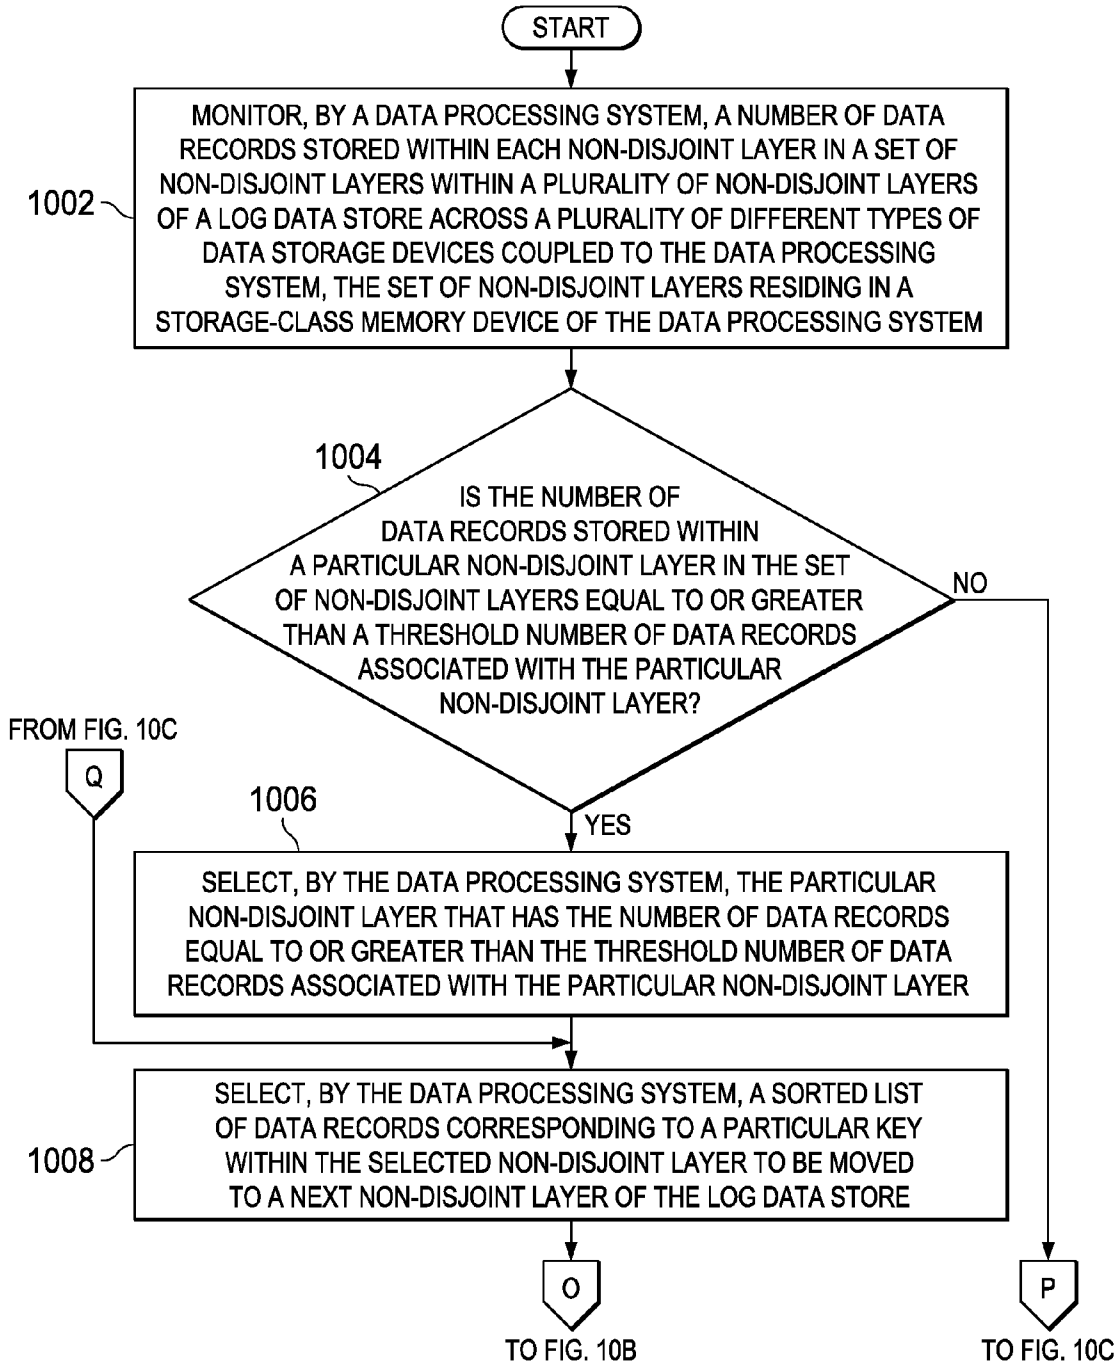 START
MONITOR, BY A DATA PROCESSING SYSTEM, A NUMBER OF DATA
RECORDS STORED WITHIN EACH NON-DISJOINT LAYER IN A SET OF
NON-DISJOINT LAYERS WITHIN A PLURALITY OF NON-DISJOINT LAYERS
OF A LOG DATA STORE ACROSS A PLURALITY OF DIFFERENT TYPES OF
DATA STORAGE DEVICES COUPLED TO THE DATA PROCESSING
SYSTEM, THE SET OF NON-DISJOINT LAYERS RESIDING IN A
STORAGE-CLASS MEMORY DEVICE OF THE DATA PROCESSING SYSTEM
1002
1004
IS THE NUMBER OF
DATA RECORDS STORED WITHIN
A PARTICULAR NON-DISJOINT LAYER IN THE SET
OF NON-DISJOINT LAYERS EQUAL TO OR GREATER
THAN A THRESHOLD NUMBER OF DATA RECORDS
ASSOCIATED WITH THE PARTICULAR
NON-DISJOINT LAYER?
NO
FROM FIG. 10C
Q
YES
1006
SELECT, BY THE DATA PROCESSING SYSTEM, THE PARTICULAR
NON-DISJOINT LAYER THAT HAS THE NUMBER OF DATA RECORDS
EQUAL TO OR GREATER THAN THE THRESHOLD NUMBER OF DATA
RECORDS ASSOCIATED WITH THE PARTICULAR NON-DISJOINT LAYER
1008
SELECT, BY THE DATA PROCESSING SYSTEM, A SORTED LIST
OF DATA RECORDS CORRESPONDING TO A PARTICULAR KEY
WITHIN THE SELECTED NON-DISJOINT LAYER TO BE MOVED
TO A NEXT NON-DISJOINT LAYER OF THE LOG DATA STORE
O
TO FIG. 10B
P
TO FIG. 10C